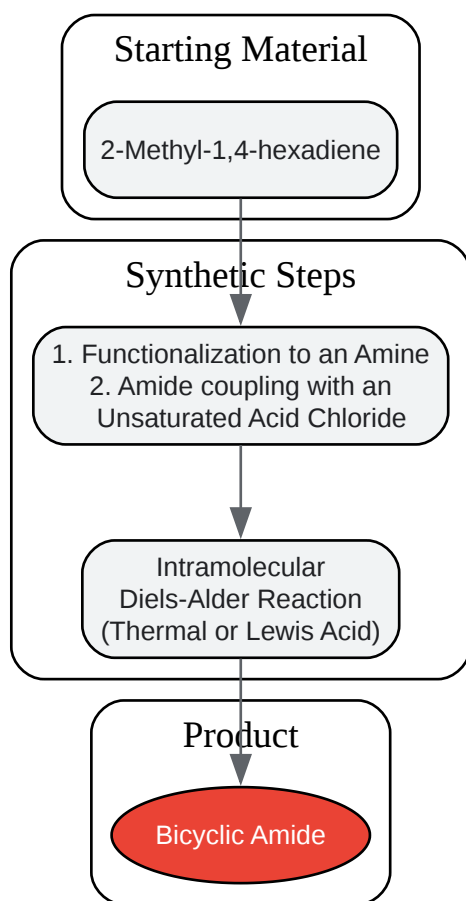 Starting Material
2-Methyl-1,4-hexadiene
Synthetic Steps
1. Functionalization to an Amine
2. Amide coupling with an
Unsaturated Acid Chloride
Intramolecular
Diels-Alder Reaction
(Thermal or Lewis Acid)
Product
Bicyclic Amide